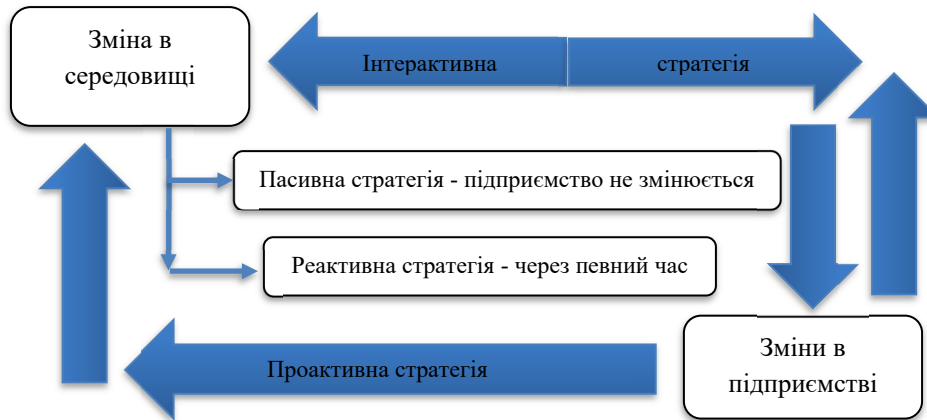 Зміна в
середовищі
Інтерактивна стратегія
Пасивна стратегія - підприємство не змінюється
Реактивна стратегія - через певний час
Проактивна стратегія
Зміни в
підприємстві